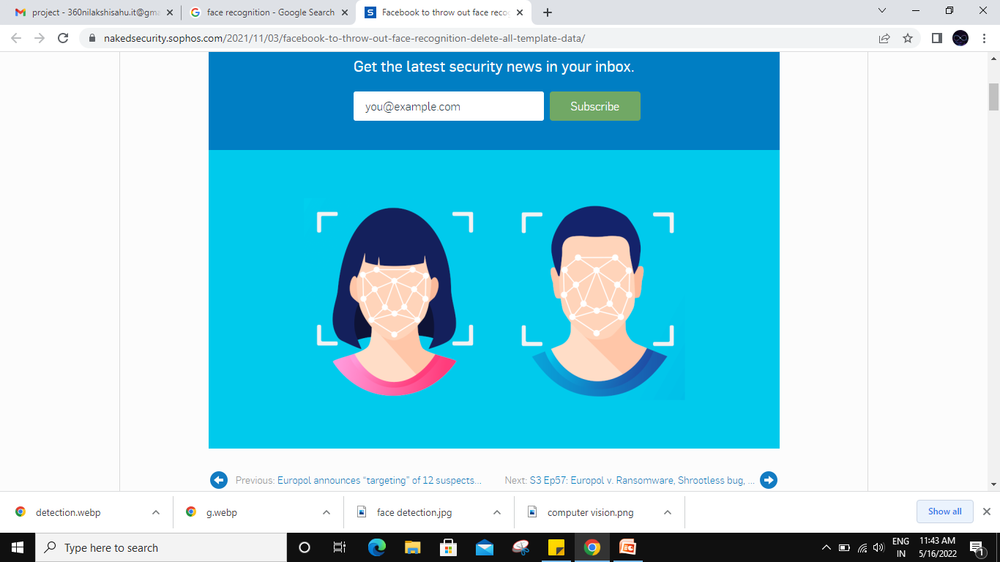 project - 360nilakshisahu.it@gma
face recognition - Google Search
Facebook to throw out face reco
nakedsecurity.sophos.com/2021/11/03/facebook-to-throw-out-face-recognition-delete-all-template-data/
Get the latest security news in your inbox.
you@example.com
Subscribe
Previous: Europol announces “targeting” of 12 suspects…
Next: S3 Ep57: Europol v. Ransomware, Shrootless bug, …
detection.webp
g.webp
face detection.jpg
computer vision.png
Show all
Type here to search
ENG
IN
11:43 AM
5/16/2022
1